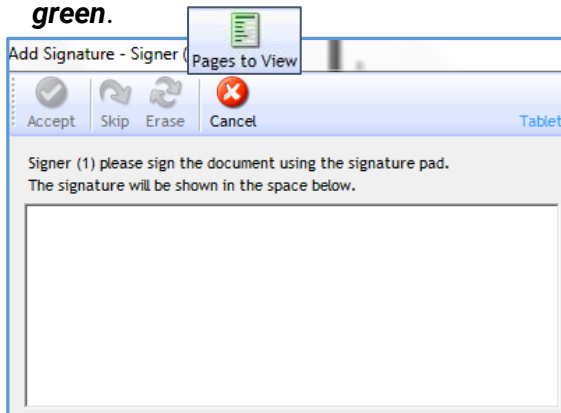 green.
Pages to View
Add Signature - Signer (
Accept Skip Erase Cancel Tablet
Signer (1) please sign the document using the signature pad.
The signature will be shown in the space below.